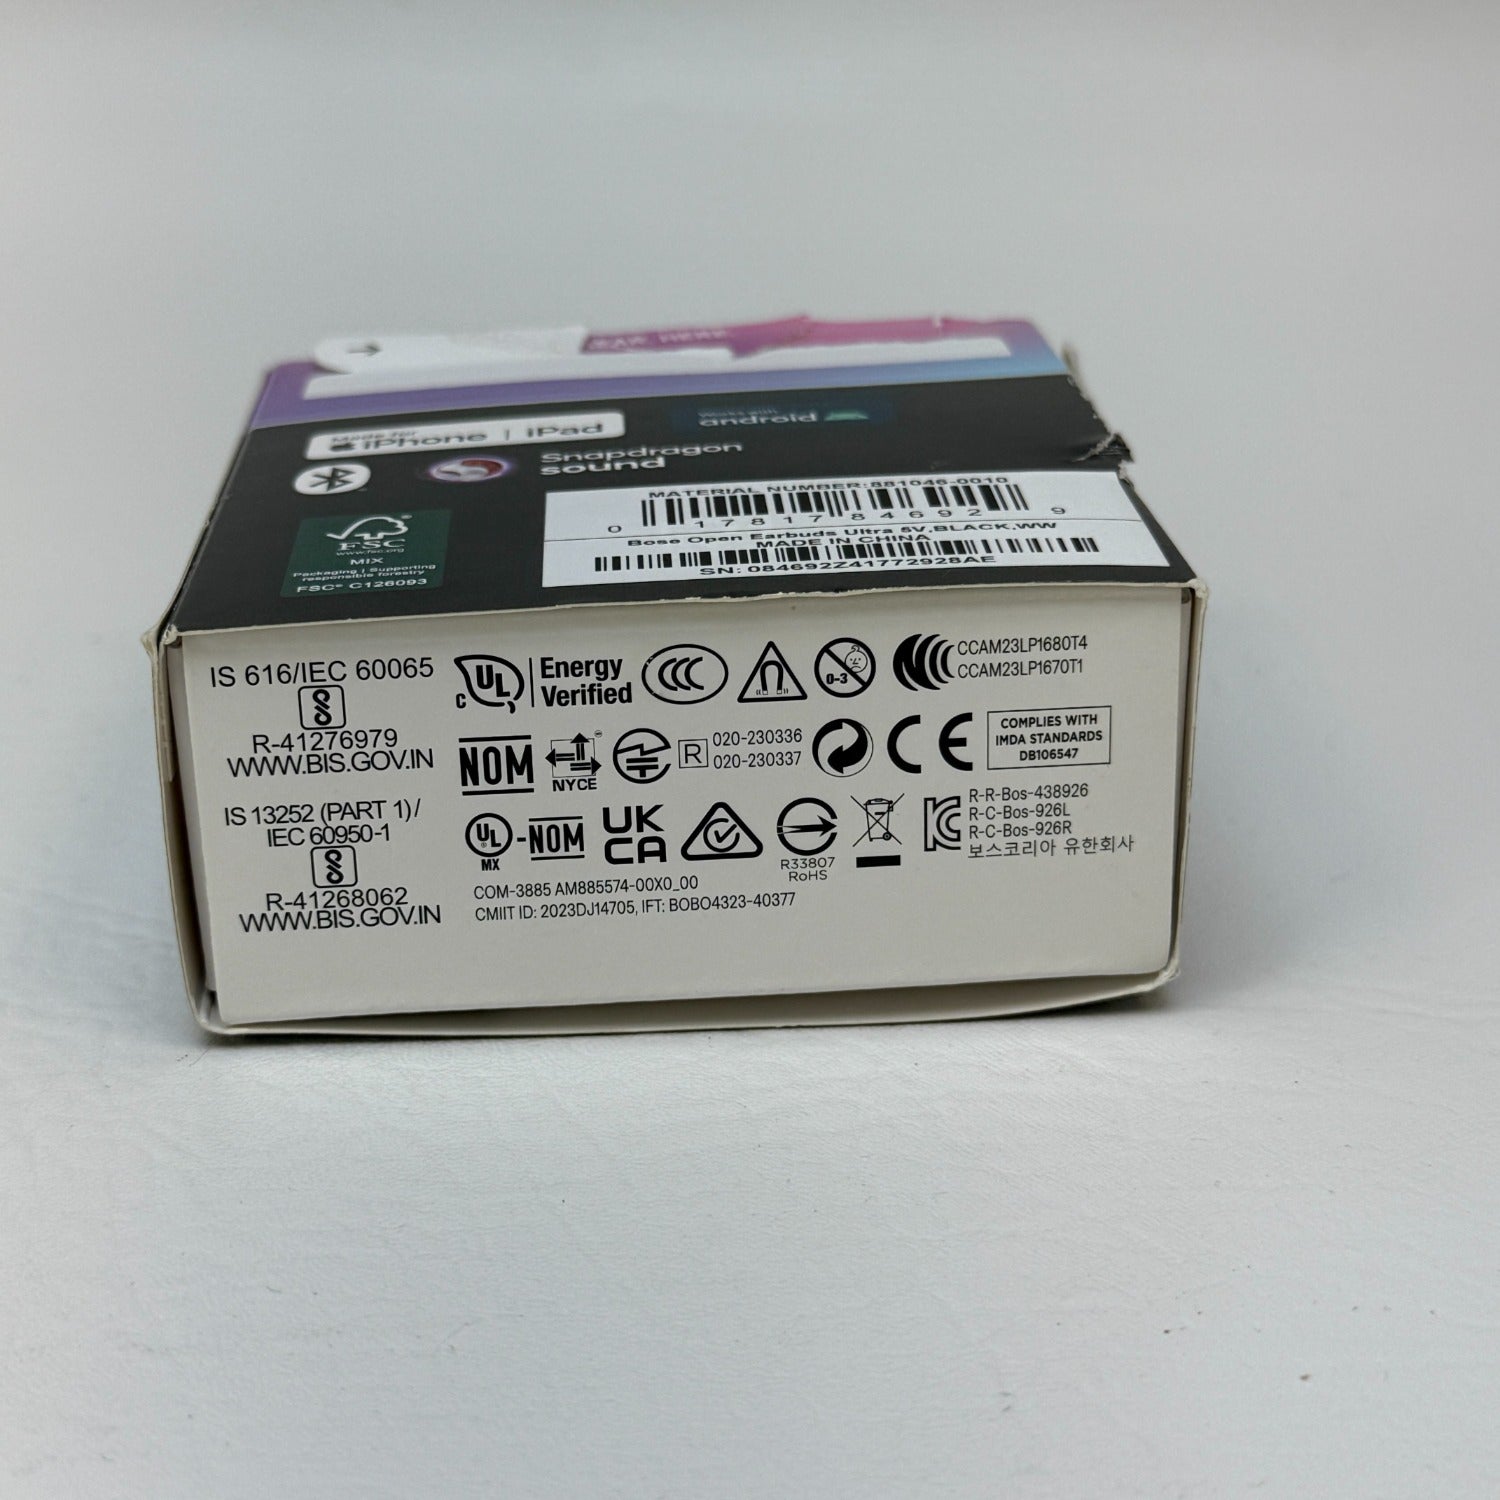 Made for
iPhone | iPad
Works with
android
Snapdragon
sound
FSC
www.fsc.org
MIX
Packaging | Supporting
responsible forestry
FSC® C126093
MATERIAL NUMBER:881046-0010
0 17817 84692 9
Bose Open Earbuds Ultra 5V,BLACK,WW
MADE IN CHINA
SN: 084692Z41772928AE
IS 616/IEC 60065
R-41276979
WWW.BIS.GOV.IN
IS 13252 (PART 1)/
IEC 60950-1
R-41268062
WWW.BIS.GOV.IN
C UL Energy
Verified
CCC
0-3
CCAM23LP1680T4
CCAM23LP1670T1
NOM
NYCE
R
020-230336
020-230337
CE
COMPLIES WITH
IMDA STANDARDS
DB106547
UL
MX
-NOM
UK
CA
R33807
RoHS
KC
R-R-Bos-438926
R-C-Bos-926L
R-C-Bos-926R
보스코리아 유한회사
COM-3885 AM885574-00X0_00
CMIIT ID: 2023DJ14705, IFT: BOBO4323-40377